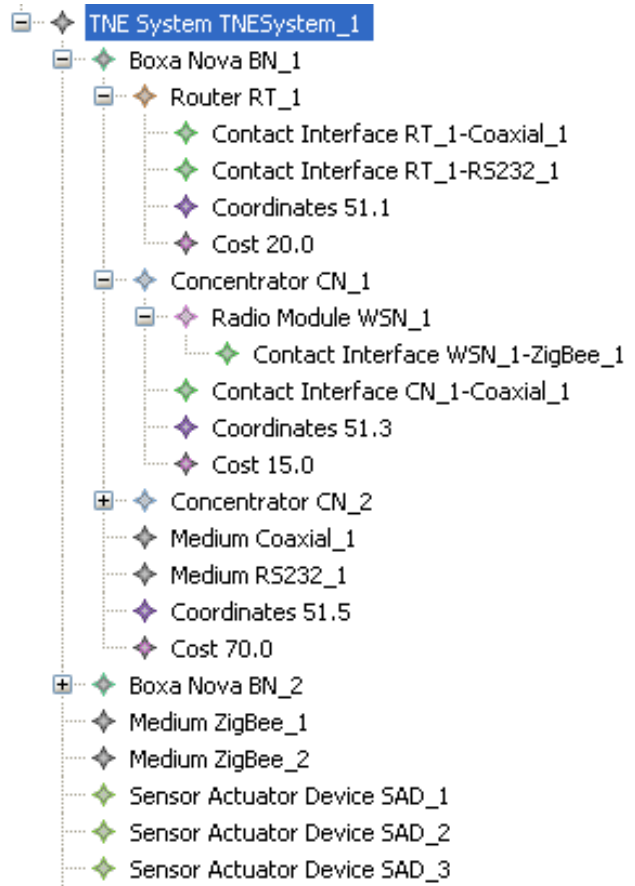 TNE System TNESystem_1
Boxa Nova BN_1
Router RT_1
Contact Interface RT_1-Coaxial_1
Contact Interface RT_1-RS232_1
Coordinates 51.1
Cost 20.0
Concentrator CN_1
Radio Module WSN_1
Contact Interface WSN_1-ZigBee_1
Contact Interface CN_1-Coaxial_1
Coordinates 51.3
Cost 15.0
Concentrator CN_2
Medium Coaxial_1
Medium RS232_1
Coordinates 51.5
Cost 70.0
Boxa Nova BN_2
Medium ZigBee_1
Medium ZigBee_2
Sensor Actuator Device SAD_1
Sensor Actuator Device SAD_2
Sensor Actuator Device SAD_3